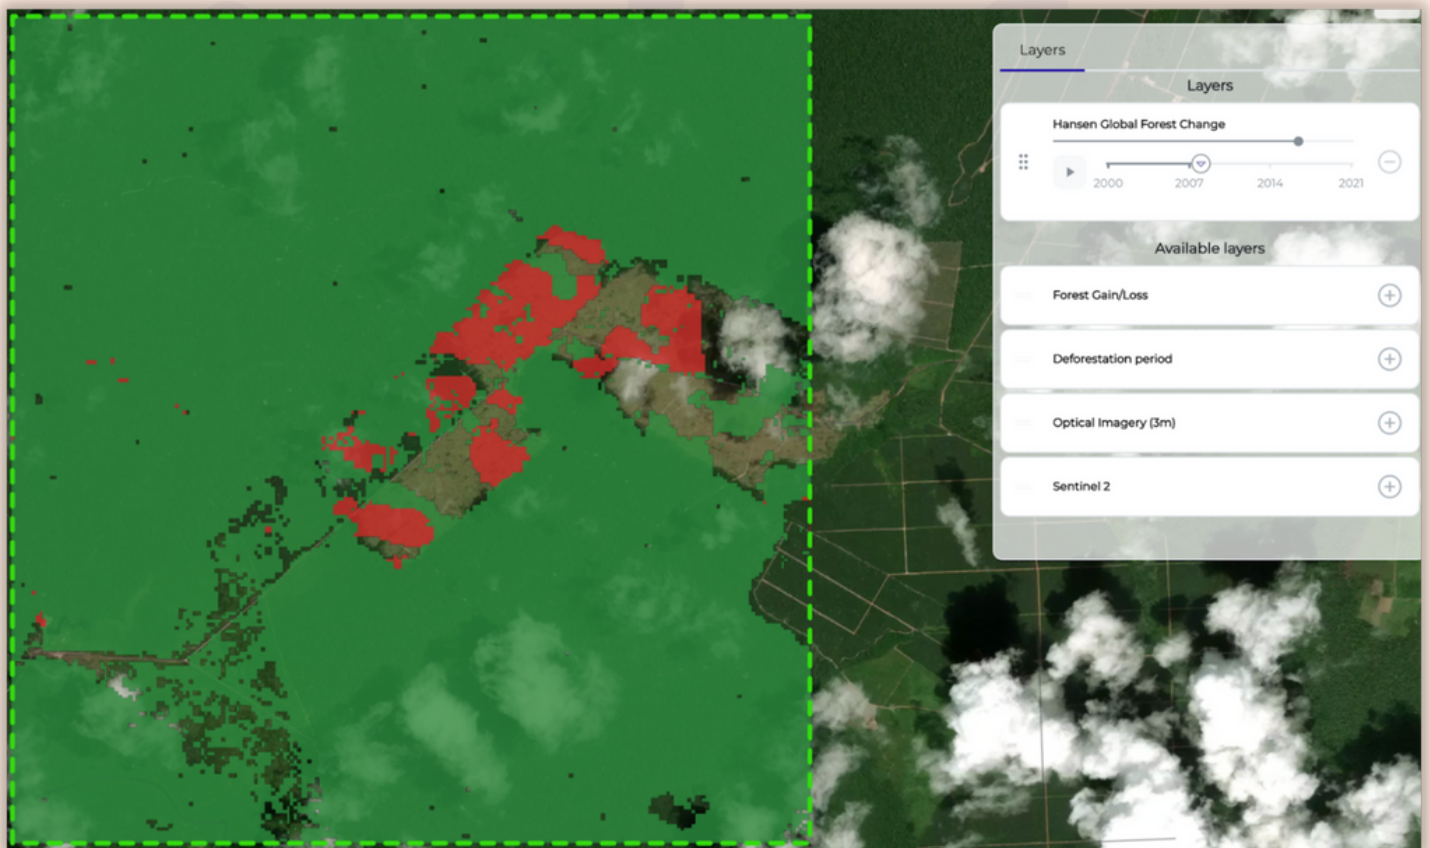 Layers
Layers
Hansen Global Forest Change
2000 2007 2014 2021
Available layers
Forest Gain/Loss
Deforestation period
Optical Imagery (3m)
Sentinel 2